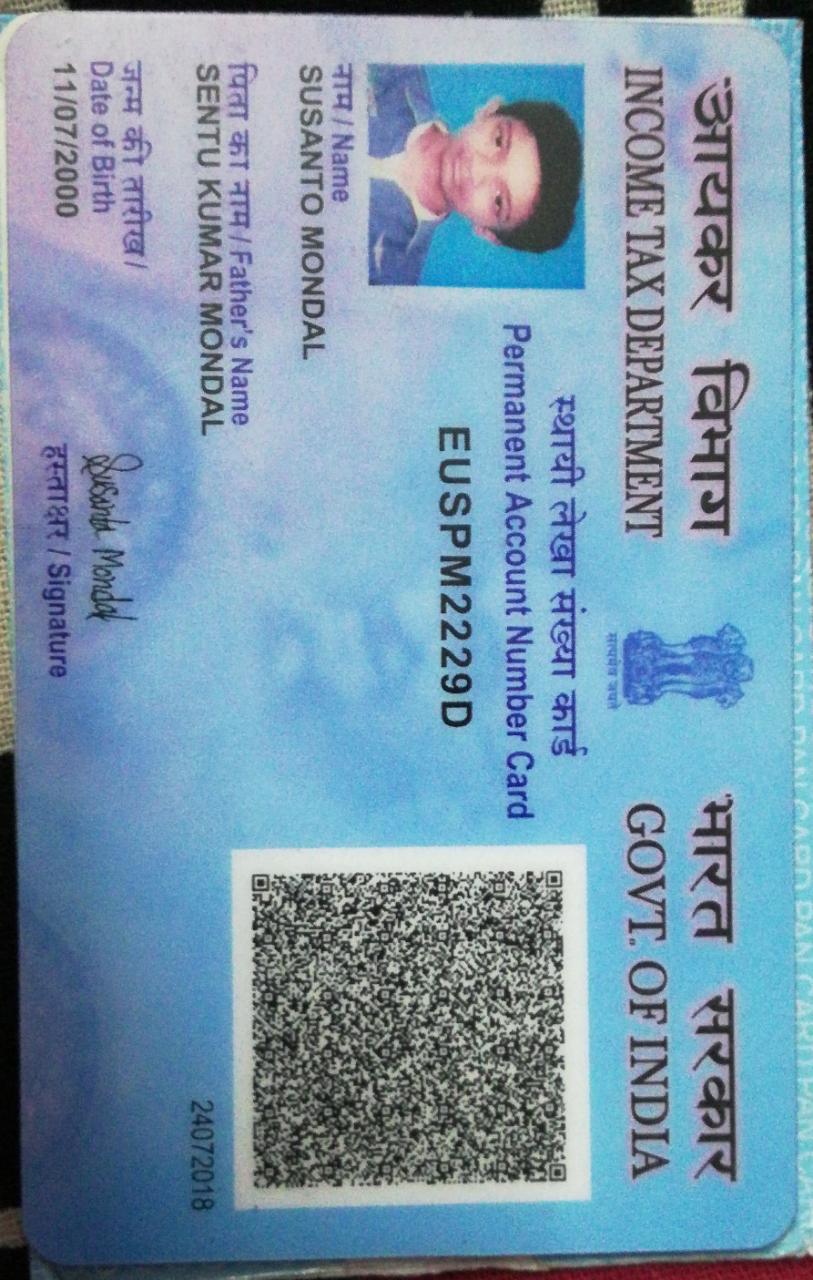 आयकर विभाग
INCOME TAX DEPARTMENT
सत्यमेव जयते
भारत सरकार
GOVT. OF INDIA
स्थायी लेखा संख्या कार्ड
Permanent Account Number Card
EUSPM2229D
नाम / Name
SUSANTO MONDAL
पिता का नाम / Father's Name
SENTU KUMAR MONDAL
24072018
जन्म की तारीख /
Date of Birth
11/07/2000
Susanto Mondal
हस्ताक्षर / Signature